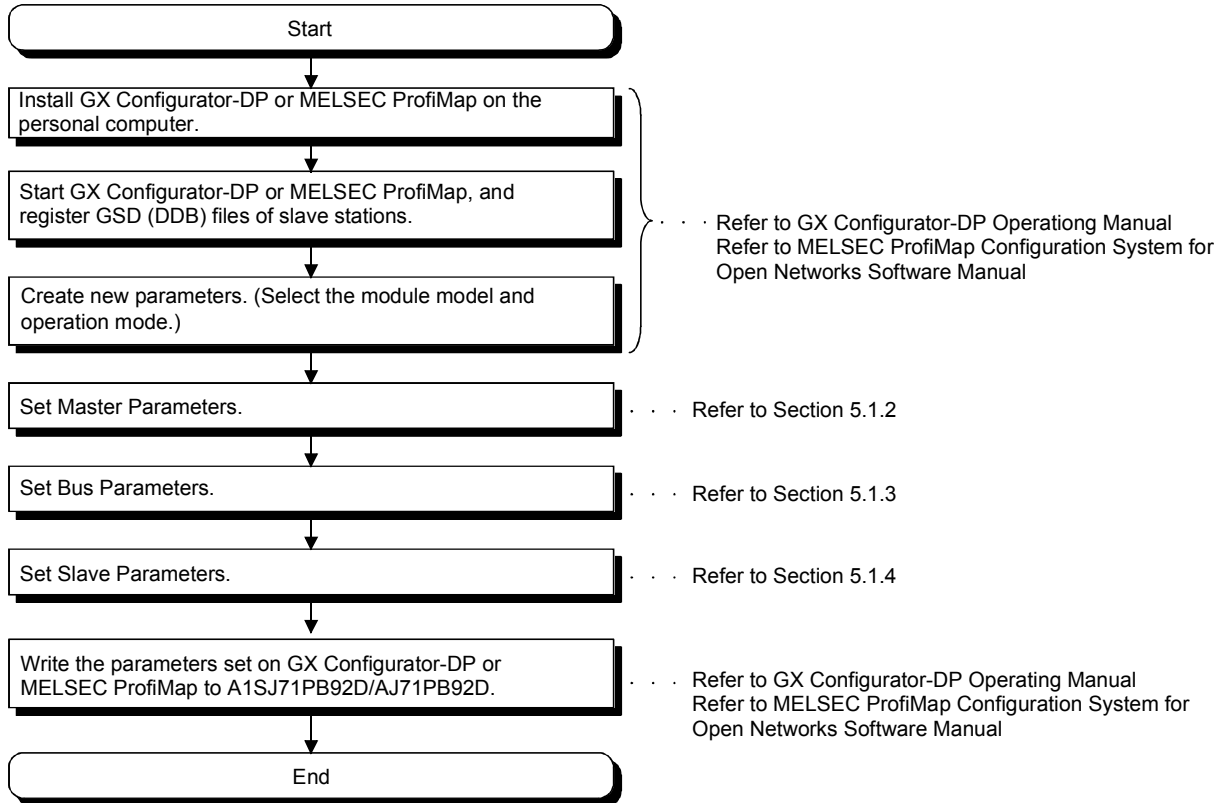 Start
Install GX Configurator-DP or MELSEC ProfiMap on the
personal computer.
Start GX Configurator-DP or MELSEC ProfiMap, and
register GSD (DDB) files of slave stations.
Create new parameters. (Select the module model and
operation mode.)
· · · Refer to GX Configurator-DP Operationg Manual
Refer to MELSEC ProfiMap Configuration System for
Open Networks Software Manual
Set Master Parameters.
· · · Refer to Section 5.1.2
Set Bus Parameters.
· · · Refer to Section 5.1.3
Set Slave Parameters.
· · · Refer to Section 5.1.4
Write the parameters set on GX Configurator-DP or
MELSEC ProfiMap to A1SJ71PB92D/AJ71PB92D.
· · · Refer to GX Configurator-DP Operating Manual
Refer to MELSEC ProfiMap Configuration System for
Open Networks Software Manual
End